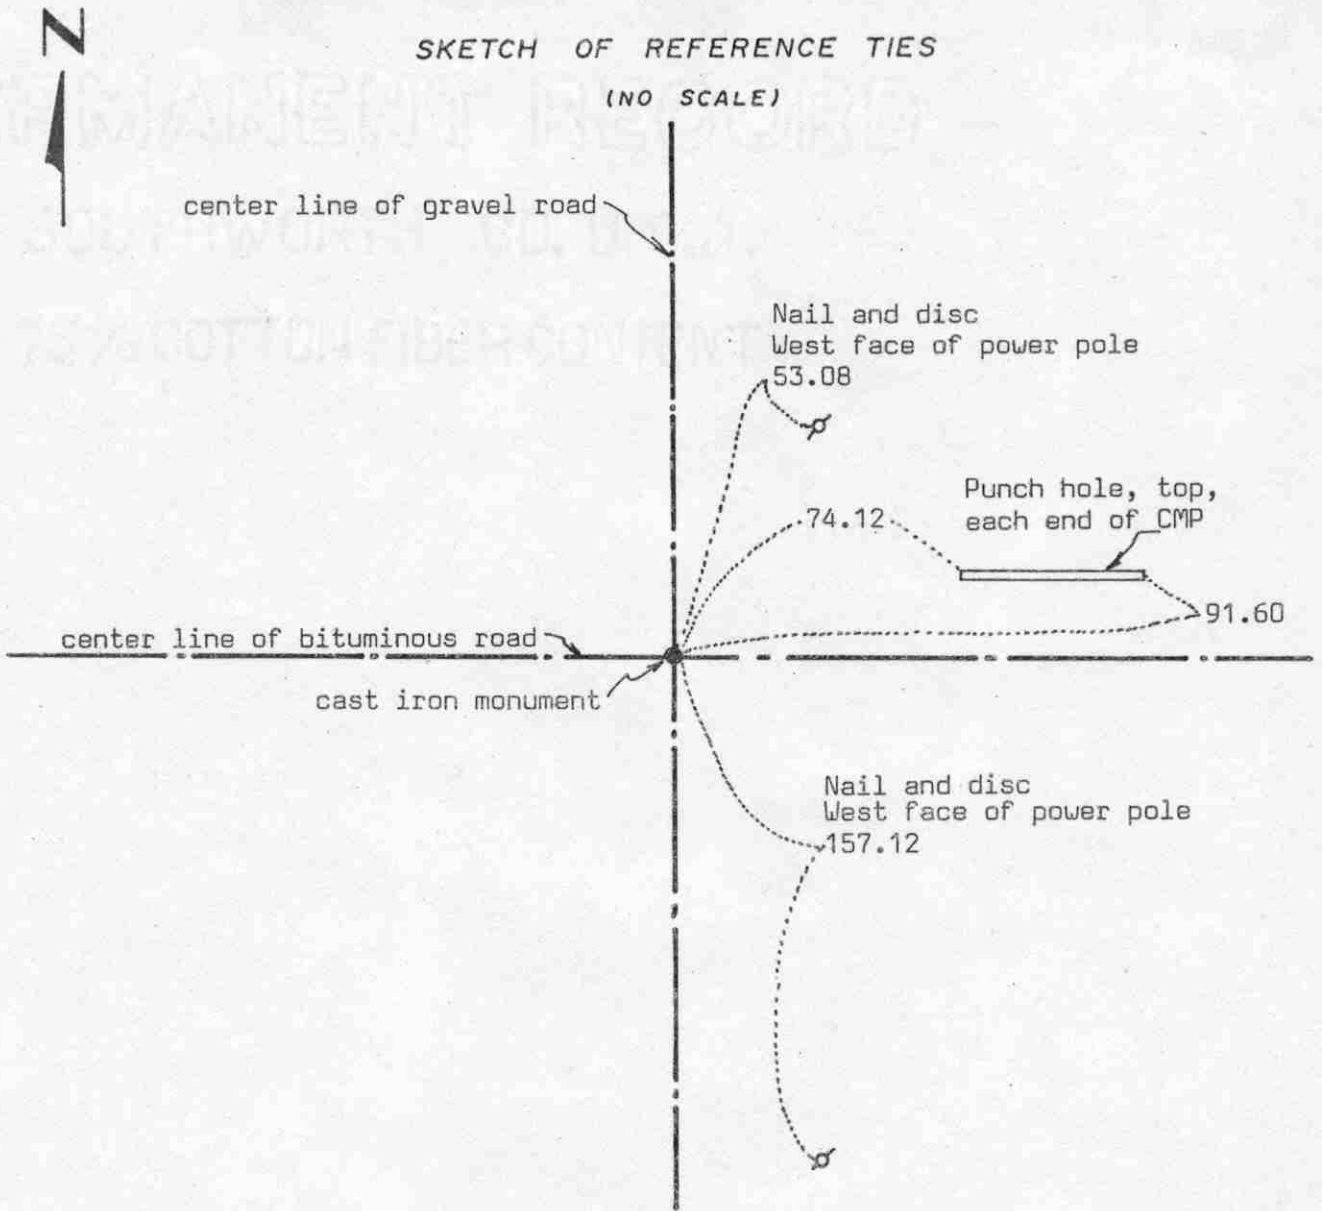 N
SKETCH OF REFERENCE TIES
(NO SCALE)
center line of gravel road
Nail and disc
West face of power pole
53.08
Punch hole, top,
each end of CMP
74.12
91.60
center line of bituminous road
cast iron monument
Nail and disc
West face of power pole
157.12